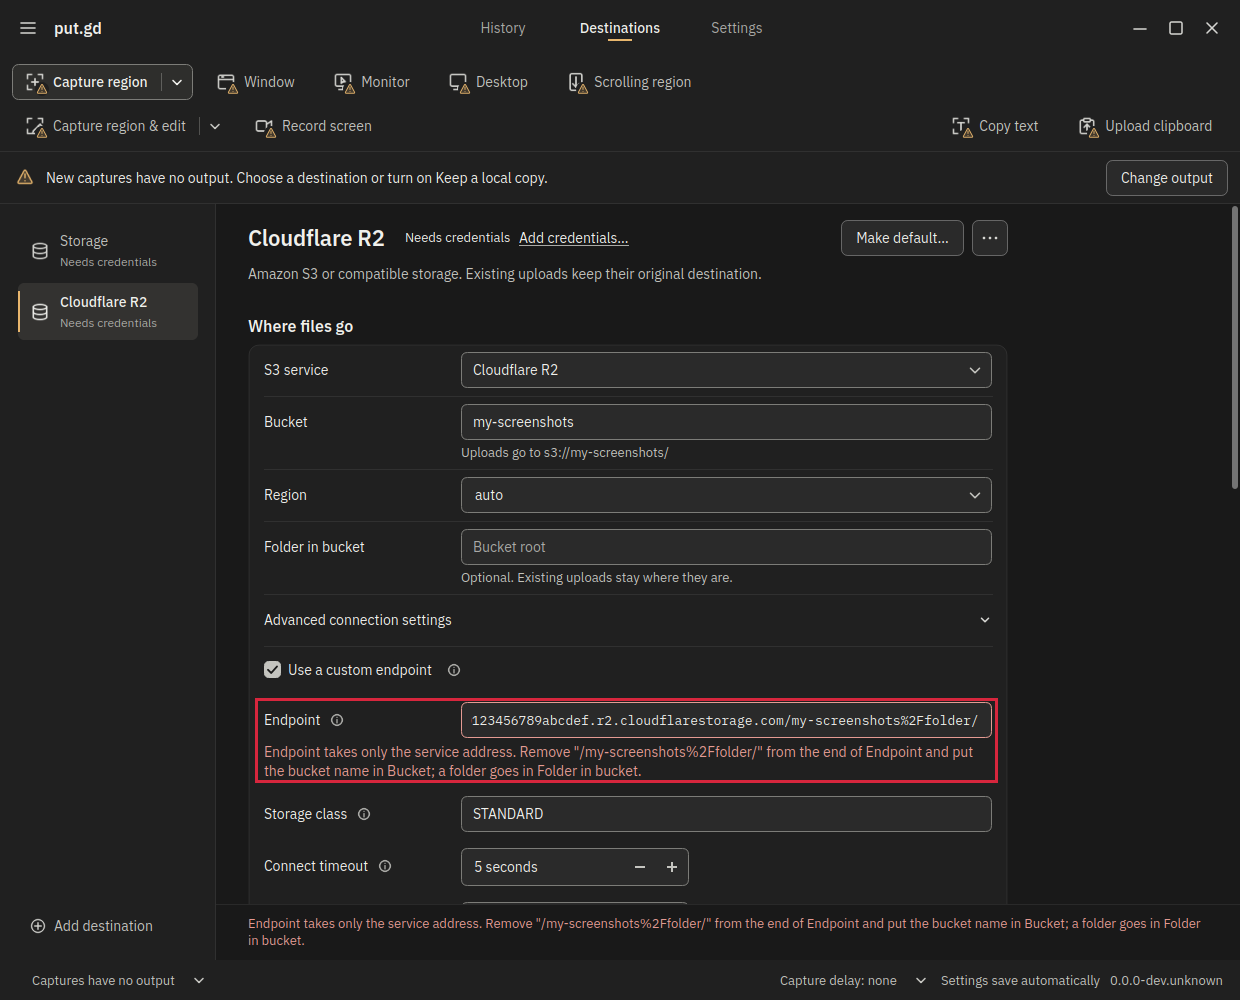 put.gd
History
Destinations
Settings
Capture region
Window
Monitor
Desktop
Scrolling region
Capture region & edit
Record screen
Copy text
Upload clipboard
New captures have no output. Choose a destination or turn on Keep a local copy.
Change output
Storage
Needs credentials
Cloudflare R2
Needs credentials
Add destination
Cloudflare R2
Needs credentials
Add credentials...
Make default...
Amazon S3 or compatible storage. Existing uploads keep their original destination.
Where files go
S3 service
Cloudflare R2
Bucket
my-screenshots
Uploads go to s3://my-screenshots/
Region
auto
Folder in bucket
Bucket root
Optional. Existing uploads stay where they are.
Advanced connection settings
Use a custom endpoint
Endpoint
123456789abcdef.r2.cloudflarestorage.com/my-screenshots%2Ffolder/
Endpoint takes only the service address. Remove "/my-screenshots%2Ffolder/" from the end of Endpoint and put
the bucket name in Bucket; a folder goes in Folder in bucket.
Storage class
STANDARD
Connect timeout
5 seconds
Endpoint takes only the service address. Remove "/my-screenshots%2Ffolder/" from the end of Endpoint and put the bucket name in Bucket; a folder goes in Folder
in bucket.
Captures have no output
Capture delay: none
Settings save automatically
0.0.0-dev.unknown